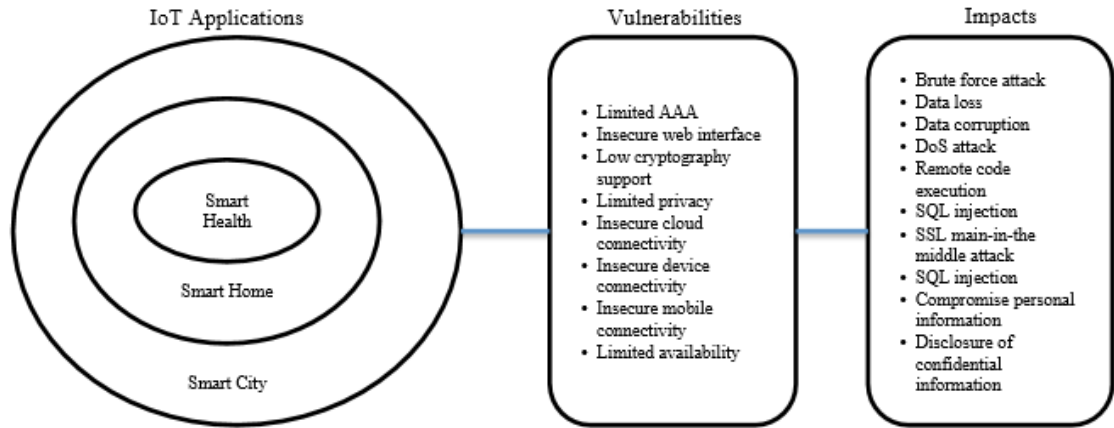 IoT Applications
Smart
Health
Smart Home
Smart City
Vulnerabilities
• Limited AAA
• Insecure web interface
• Low cryptography
support
• Limited privacy
• Insecure cloud
connectivity
• Insecure device
connectivity
• Insecure mobile
connectivity
• Limited availability
Impacts
• Brute force attack
• Data loss
• Data corruption
• DoS attack
• Remote code
execution
• SQL injection
• SSL main-in-the
middle attack
• SQL injection
• Compromise personal
information
• Disclosure of
confidential
information